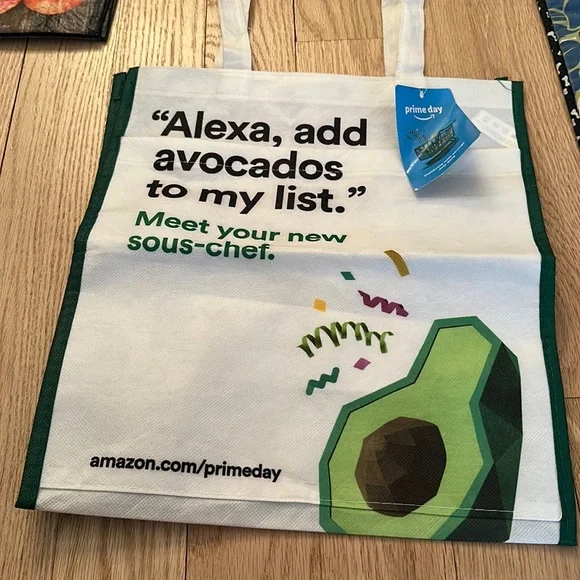 “Alexa, add
avocados
to my list.”
Meet your new
sous-chef.
prime day
amazon.com/primeday